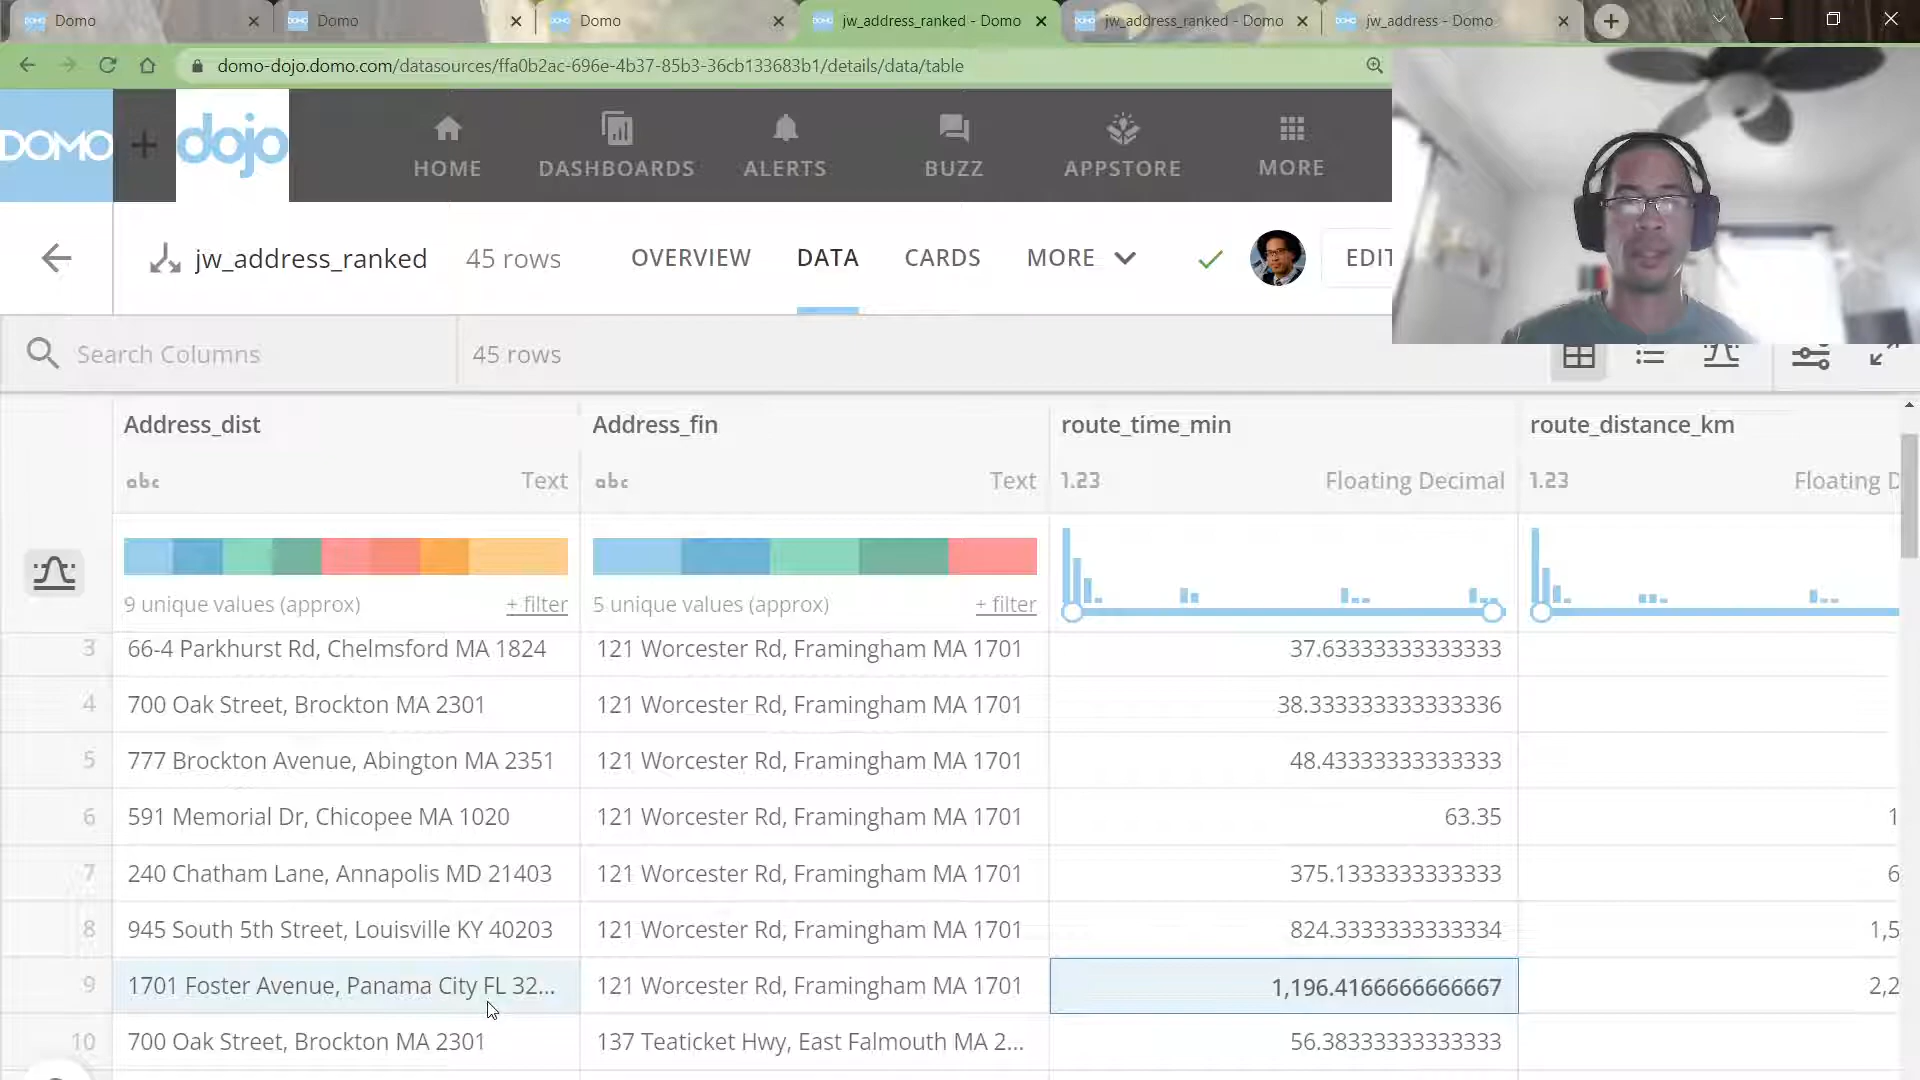 Domo
Domo
Domo
jw_address_ranked - Domo
jw_address_ranked - Domo
jw_address - Domo
domo-dojo.domo.com/datasources/ffa0b2ac-696e-4b37-85b3-36cb133683b1/details/data/table
DOMO
dojo
HOME
DASHBOARDS
ALERTS
BUZZ
APPSTORE
MORE
jw_address_ranked
45 rows
OVERVIEW
DATA
CARDS
MORE
EDIT
Search Columns
45 rows
Address_dist
Address_fin
route_time_min
route_distance_km
abc Text
abc Text
1.23 Floating Decimal
1.23 Floating D
9 unique values (approx) + filter
5 unique values (approx) + filter
3 66-4 Parkhurst Rd, Chelmsford MA 1824 121 Worcester Rd, Framingham MA 1701 37.63333333333333
4 700 Oak Street, Brockton MA 2301 121 Worcester Rd, Framingham MA 1701 38.333333333333336
5 777 Brockton Avenue, Abington MA 2351 121 Worcester Rd, Framingham MA 1701 48.43333333333333
6 591 Memorial Dr, Chicopee MA 1020 121 Worcester Rd, Framingham MA 1701 63.35 1
7 240 Chatham Lane, Annapolis MD 21403 121 Worcester Rd, Framingham MA 1701 375.1333333333333 6
8 945 South 5th Street, Louisville KY 40203 121 Worcester Rd, Framingham MA 1701 824.3333333333334 1,5
9 1701 Foster Avenue, Panama City FL 32... 121 Worcester Rd, Framingham MA 1701 1,196.4166666666667 2,2
10 700 Oak Street, Brockton MA 2301 137 Teaticket Hwy, East Falmouth MA 2... 56.38333333333333